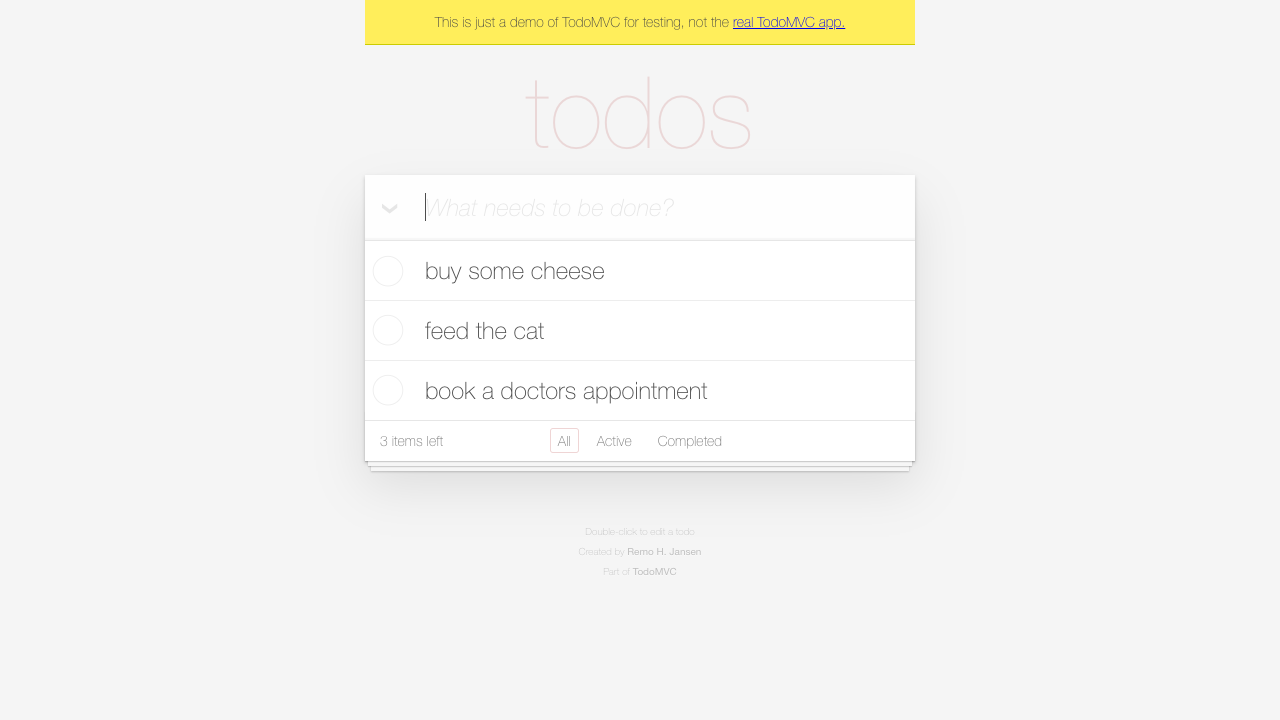 This is just a demo of TodoMVC for testing, not the real TodoMVC app.
todos
What needs to be done?
buy some cheese
feed the cat
book a doctors appointment
3 items left All Active Completed
Double-click to edit a todo
Created by Remo H. Jansen
Part of TodoMVC